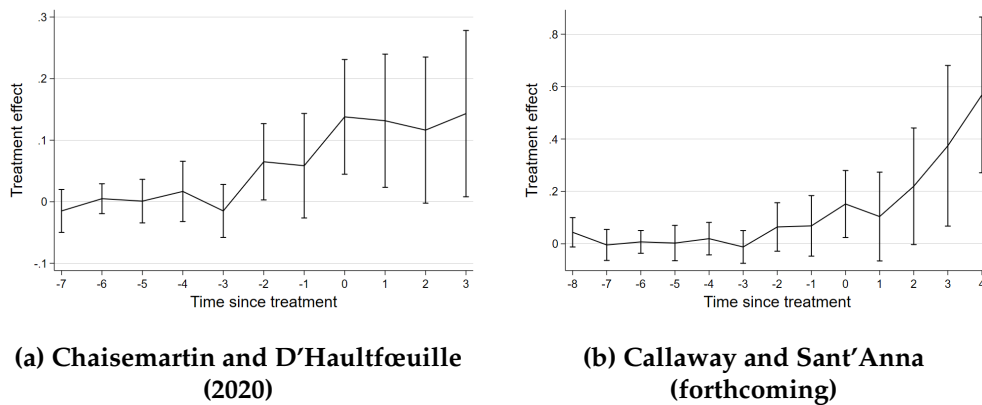 .3
.2
.1
0
-.1
Treatment effect
-7 -6 -5 -4 -3 -2 -1 0 1 2 3
Time since treatment
(a) Chaisemartin and D'Haultfœuille
(2020)
.8
.6
.4
.2
0
Treatment effect
-8 -7 -6 -5 -4 -3 -2 -1 0 1 2 3 4
Time since treatment
(b) Callaway and Sant'Anna
(forthcoming)